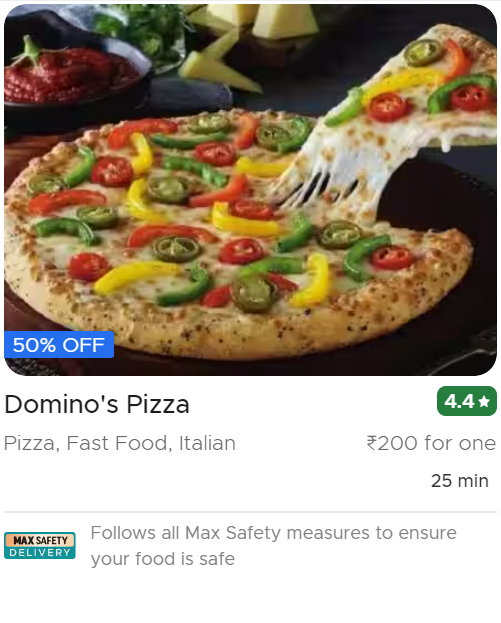 50% OFF
Domino's Pizza
4.4★
Pizza, Fast Food, Italian
₹200 for one
25 min
MAX SAFETY
DELIVERY
Follows all Max Safety measures to ensure
your food is safe